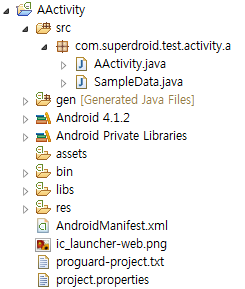 AActivity
src
com.superdroid.test.activity.a
AActivity.java
SampleData.java
gen [Generated Java Files]
Android 4.1.2
Android Private Libraries
assets
bin
libs
res
AndroidManifest.xml
ic_launcher-web.png
proguard-project.txt
project.properties